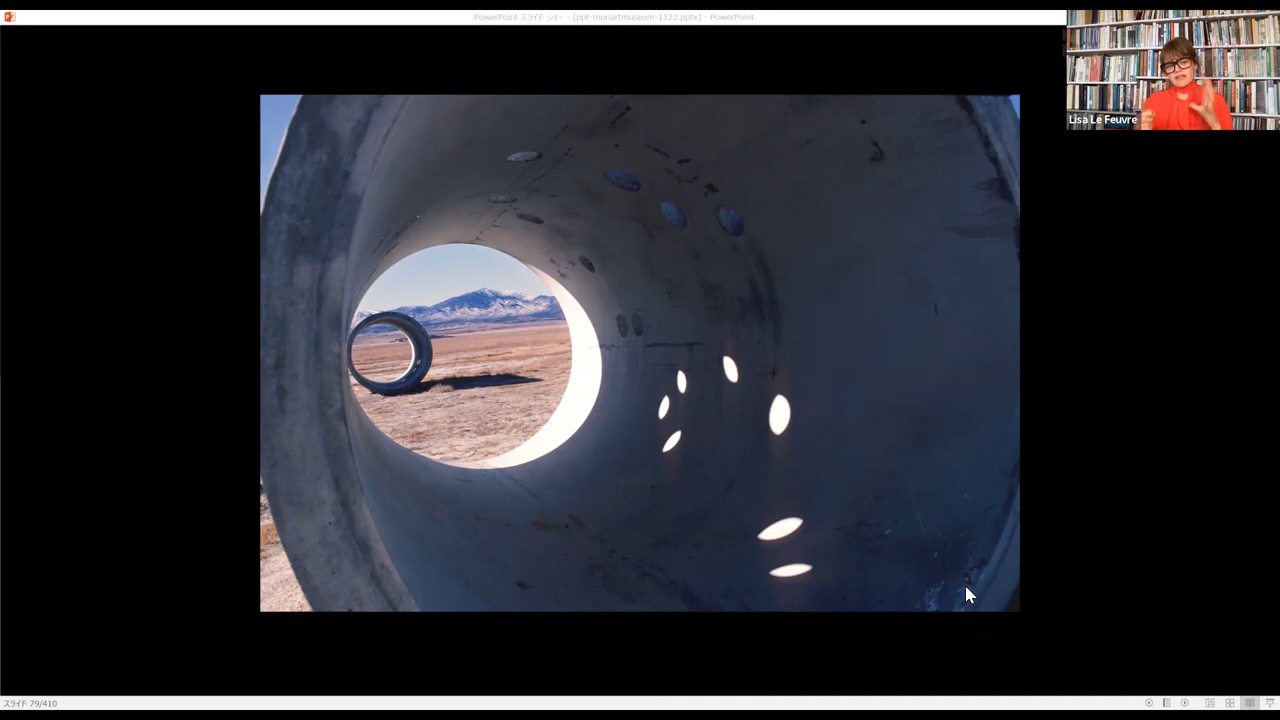 PowerPoint スライド ショー - [ppt-moriartmuseum-1122.pptx] - PowerPoint
Lisa Le Feuvre
スライド 79/410